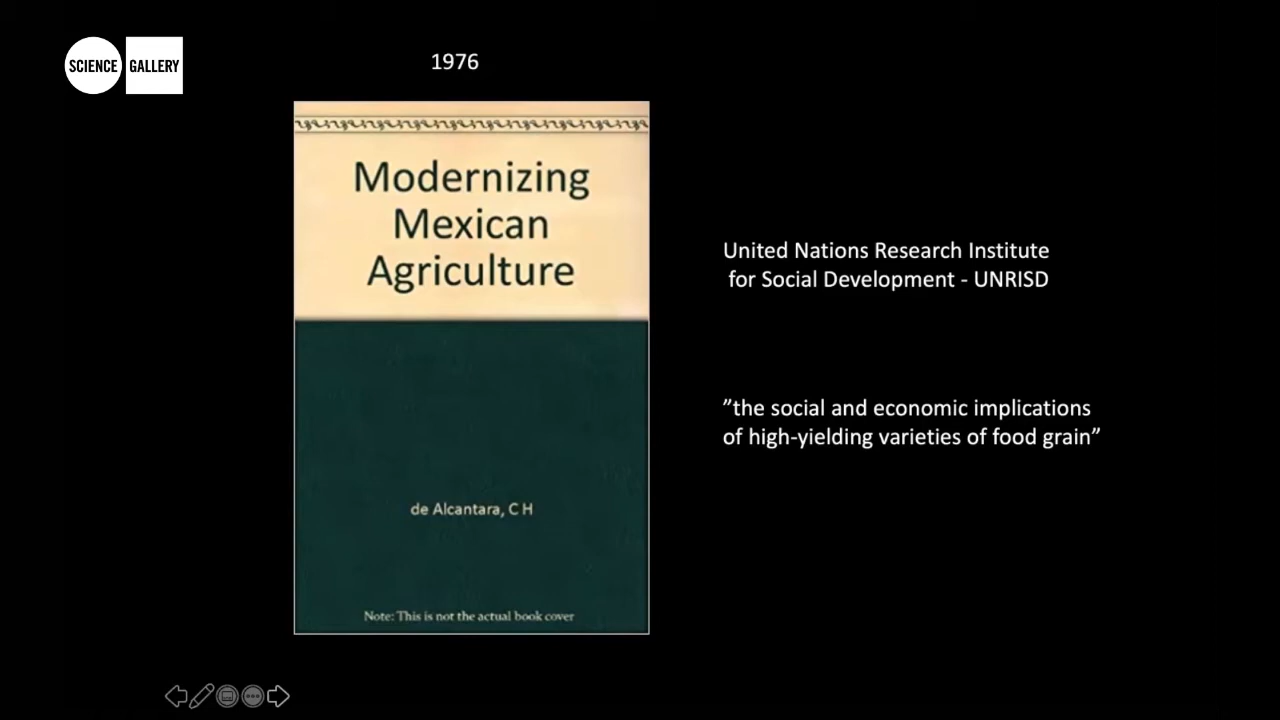 SCIENCE GALLERY
1976
Modernizing
Mexican
Agriculture
de Alcantara, C H
Note: This is not the actual book cover
United Nations Research Institute
for Social Development - UNRISD
”the social and economic implications
of high-yielding varieties of food grain”